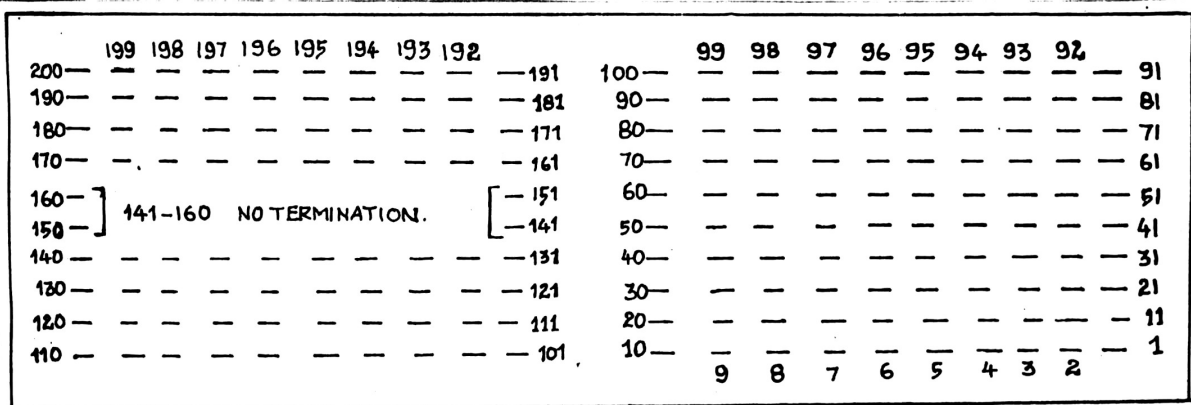 199 198 197 196 195 194 193 192 99 98 97 96 95 94 93 92
200— — — — — — — — — —191 100— — — — — — — — — — 91
190— — — — — — — — — —181 90— — — — — — — — — — 81
180— — — — — — — — — —171 80— — — — — — — — — — 71
170— — — — — — — — — —161 70— — — — — — — — — — 61
160—] [—151 60— — — — — — — — — — 51
141-160 NO TERMINATION.
150—] [—141 50— — — — — — — — — — 41
140— — — — — — — — — —131 40— — — — — — — — — — 31
130— — — — — — — — — —121 30— — — — — — — — — — 21
120— — — — — — — — — —111 20— — — — — — — — — — 11
110— — — — — — — — — —101 10— — — — — — — — — — 1
9 8 7 6 5 4 3 2